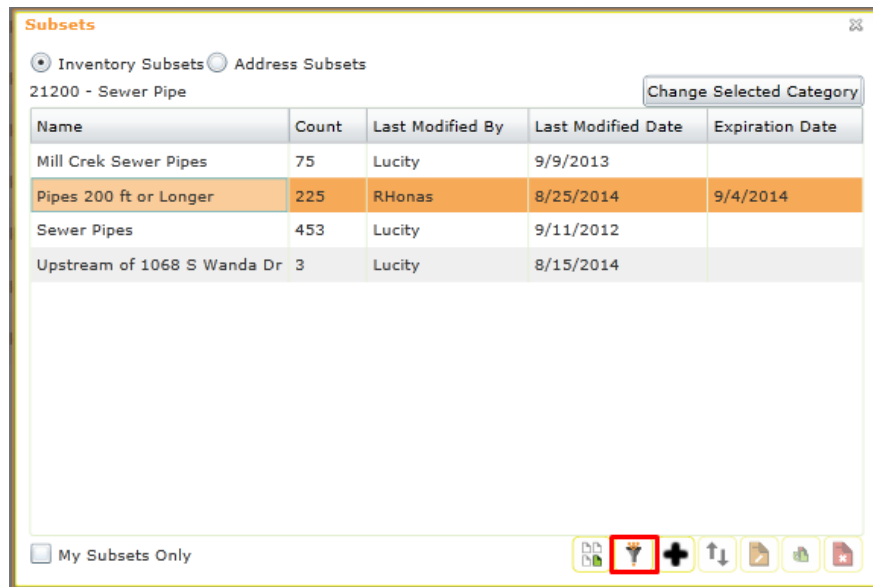 Subsets
Inventory Subsets Address Subsets
21200 - Sewer Pipe Change Selected Category
Name Count Last Modified By Last Modified Date Expiration Date
Mill Crek Sewer Pipes 75 Lucity 9/9/2013
Pipes 200 ft or Longer 225 RHonas 8/25/2014 9/4/2014
Sewer Pipes 453 Lucity 9/11/2012
Upstream of 1068 S Wanda Dr 3 Lucity 8/15/2014
My Subsets Only